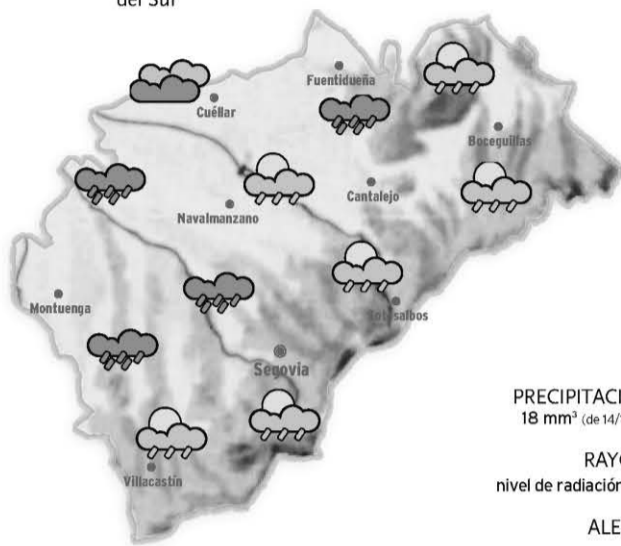 del Sur
Fuentidueña
Cuéllar
Boceguillas
Cantalejo
Navalmanzano
Montuenga
Sotosalbos
Segovia
Villacastín
PRECIPITACI
18 mm³ (de 14/
RAY
nivel de radiación
ALE